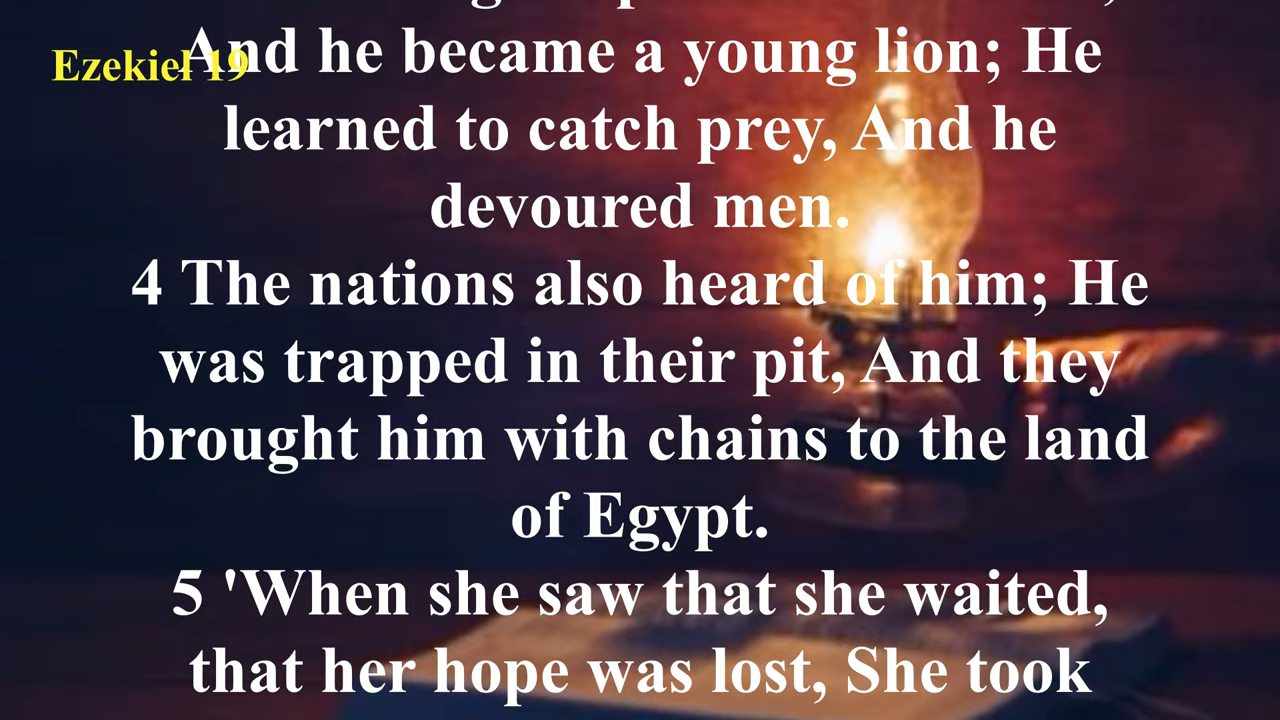 Ezekiel 19
And he became a young lion; He
learned to catch prey, And he
devoured men.
4 The nations also heard of him; He
was trapped in their pit, And they
brought him with chains to the land
of Egypt.
5 'When she saw that she waited,
that her hope was lost, She took